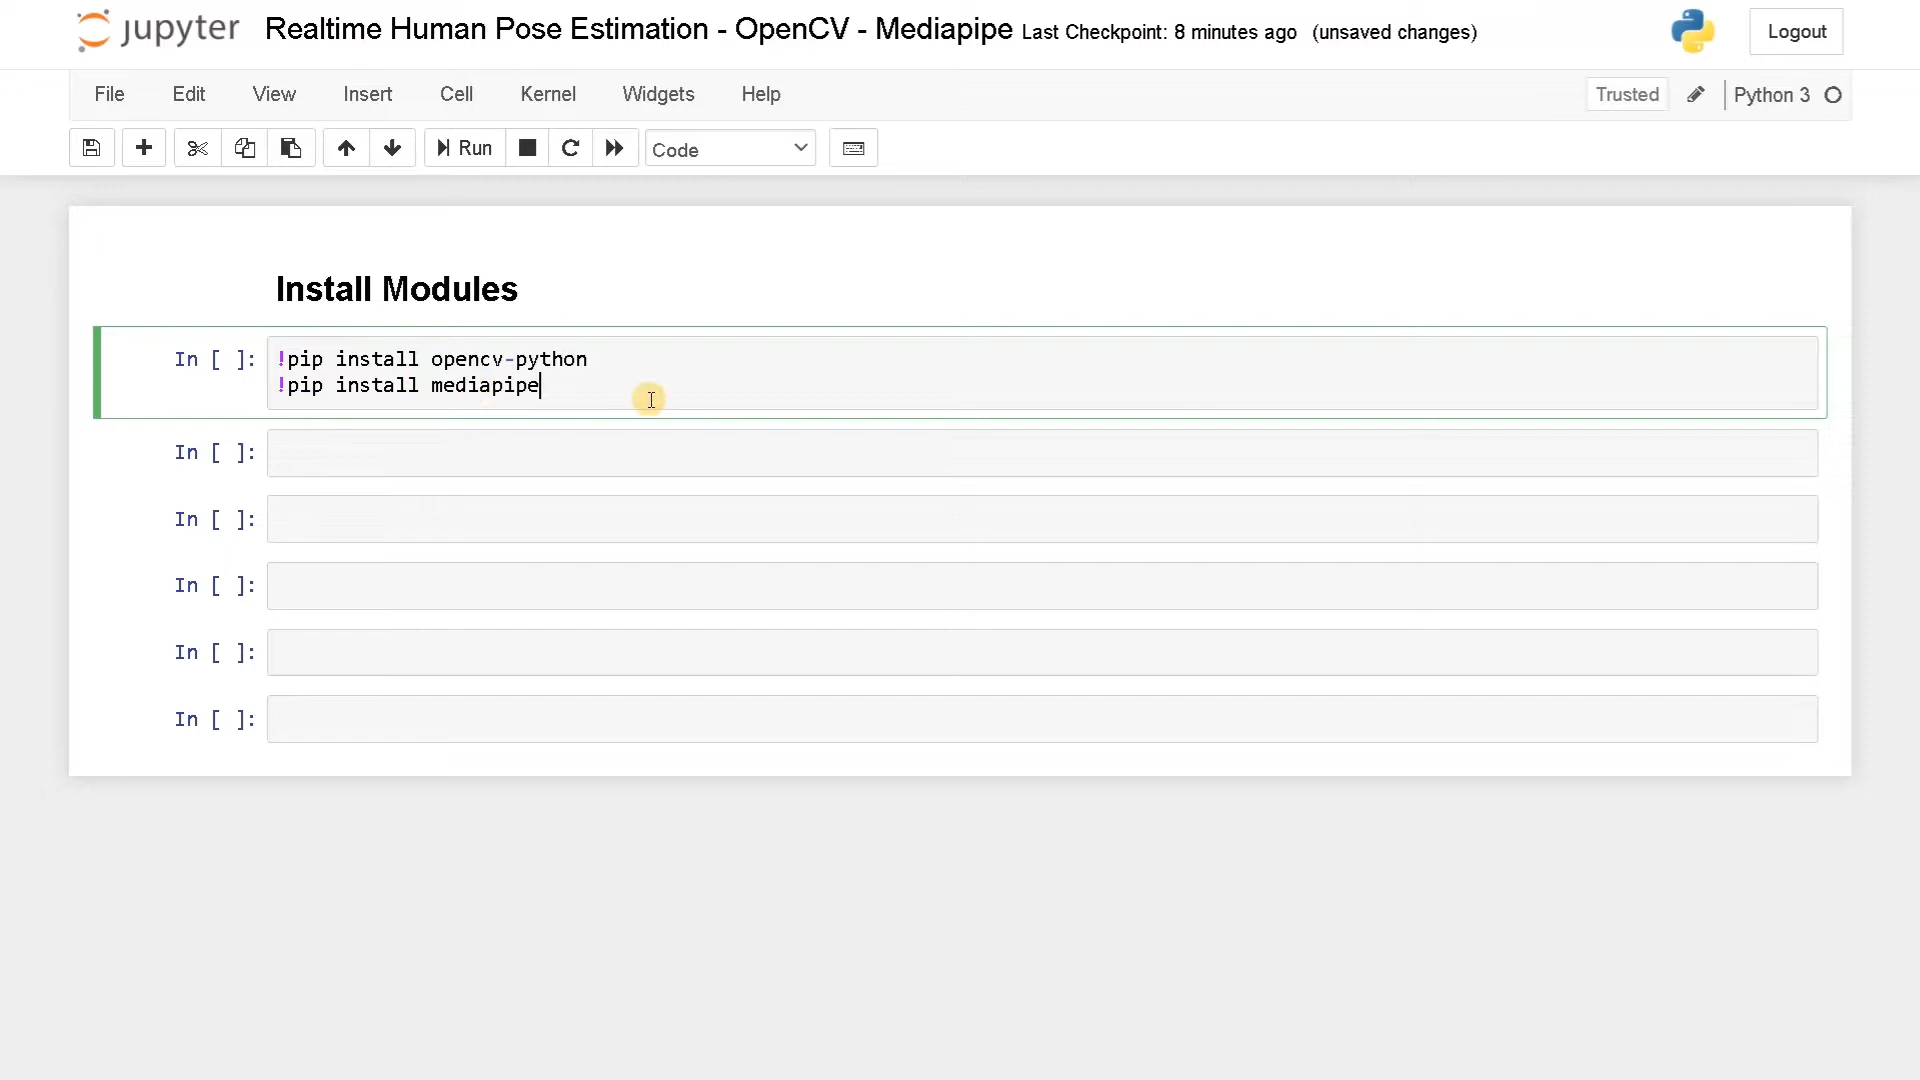 jupyter Realtime Human Pose Estimation - OpenCV - Mediapipe Last Checkpoint: 8 minutes ago (unsaved changes) Logout
File Edit View Insert Cell Kernel Widgets Help Trusted Python 3
Run Code
Install Modules
In [ ]: !pip install opencv-python
!pip install mediapipe
In [ ]:
In [ ]:
In [ ]:
In [ ]:
In [ ]: